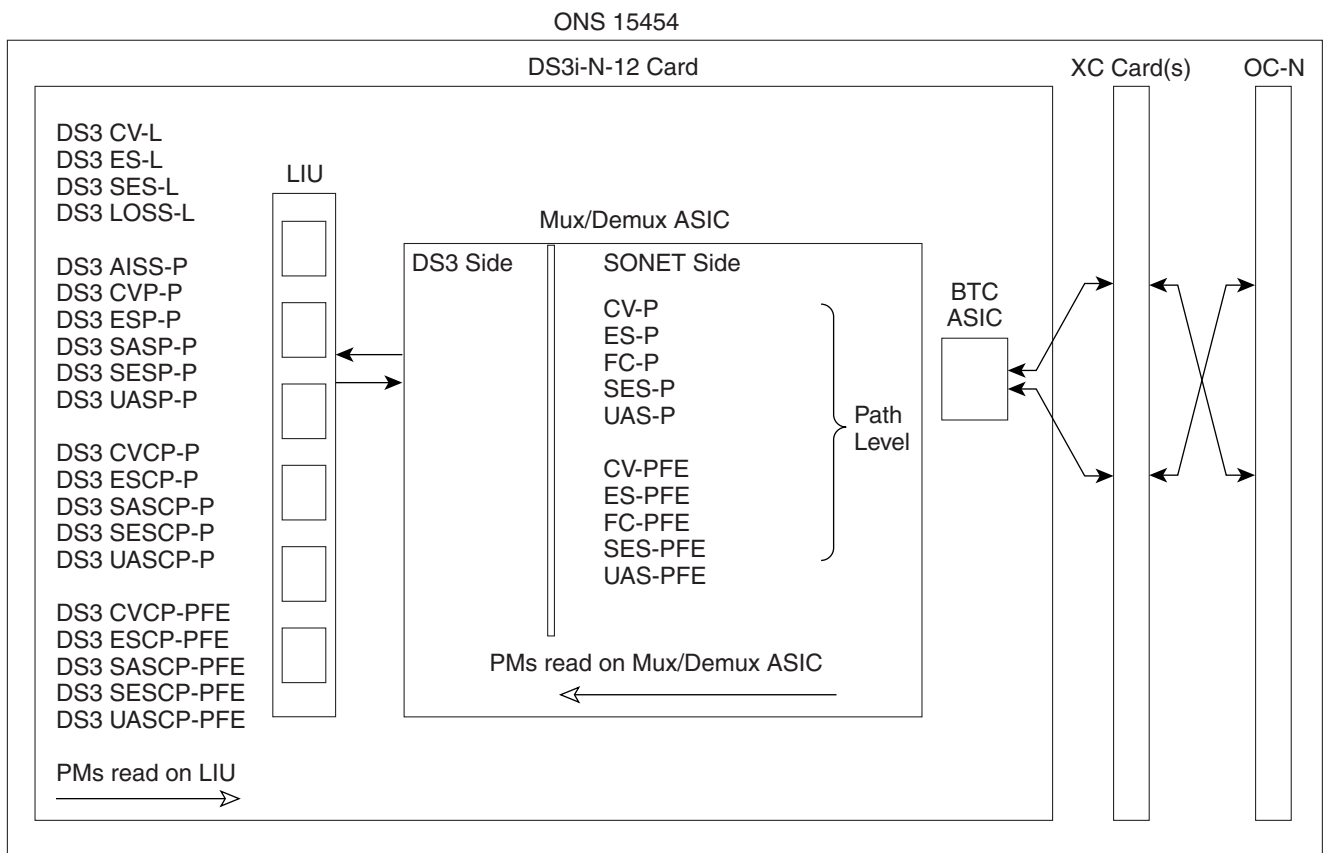 ONS 15454
DS3i-N-12 Card
XC Card(s)
OC-N
DS3 CV-L
DS3 ES-L
DS3 SES-L
DS3 LOSS-L
DS3 AISS-P
DS3 CVP-P
DS3 ESP-P
DS3 SASP-P
DS3 SESP-P
DS3 UASP-P
DS3 CVCP-P
DS3 ESCP-P
DS3 SASCP-P
DS3 SESCP-P
DS3 UASCP-P
DS3 CVCP-PFE
DS3 ESCP-PFE
DS3 SASCP-PFE
DS3 SESCP-PFE
DS3 UASCP-PFE
PMs read on LIU
LIU
Mux/Demux ASIC
DS3 Side
SONET Side
CV-P
ES-P
FC-P
SES-P
UAS-P
CV-PFE
ES-PFE
FC-PFE
SES-PFE
UAS-PFE
Path
Level
PMs read on Mux/Demux ASIC
BTC
ASIC